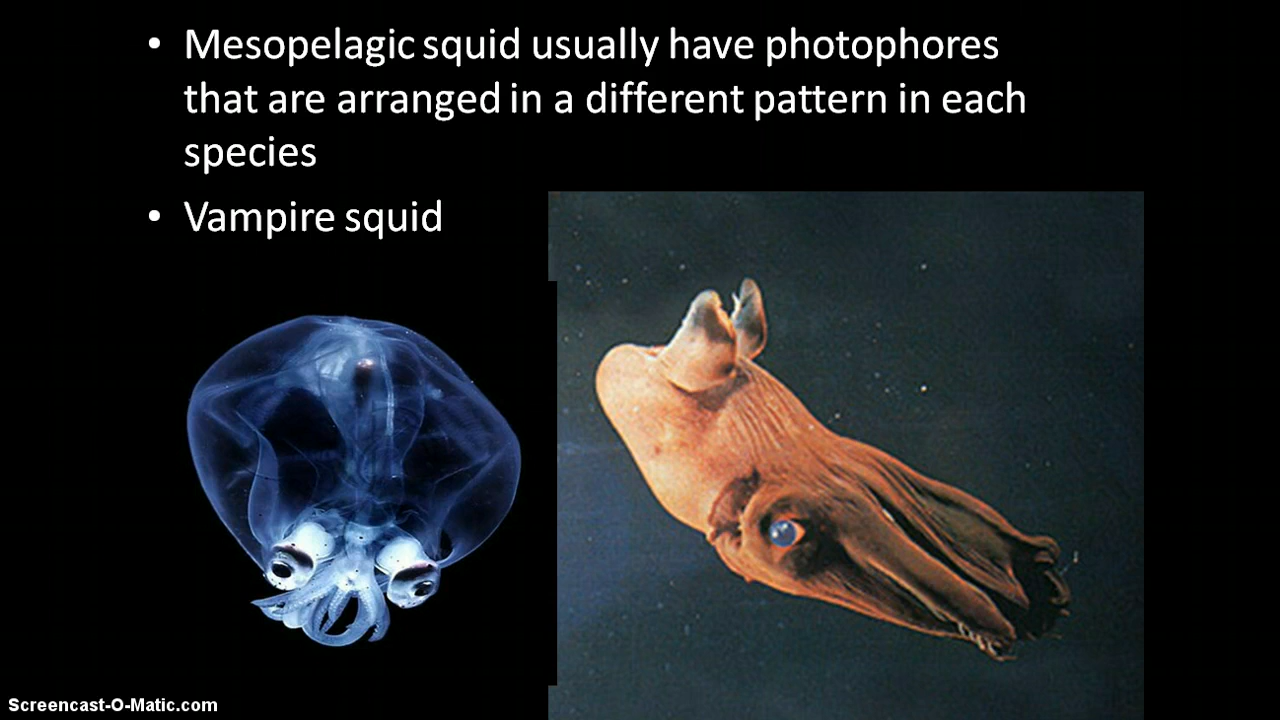 • Mesopelagic squid usually have photophores
that are arranged in a different pattern in each
species
• Vampire squid
Screencast-O-Matic.com